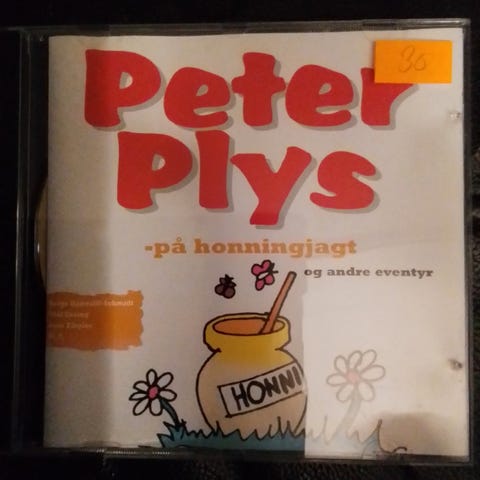 Peter
30
Plys
-på honningjagt
og andre eventyr
HONNI